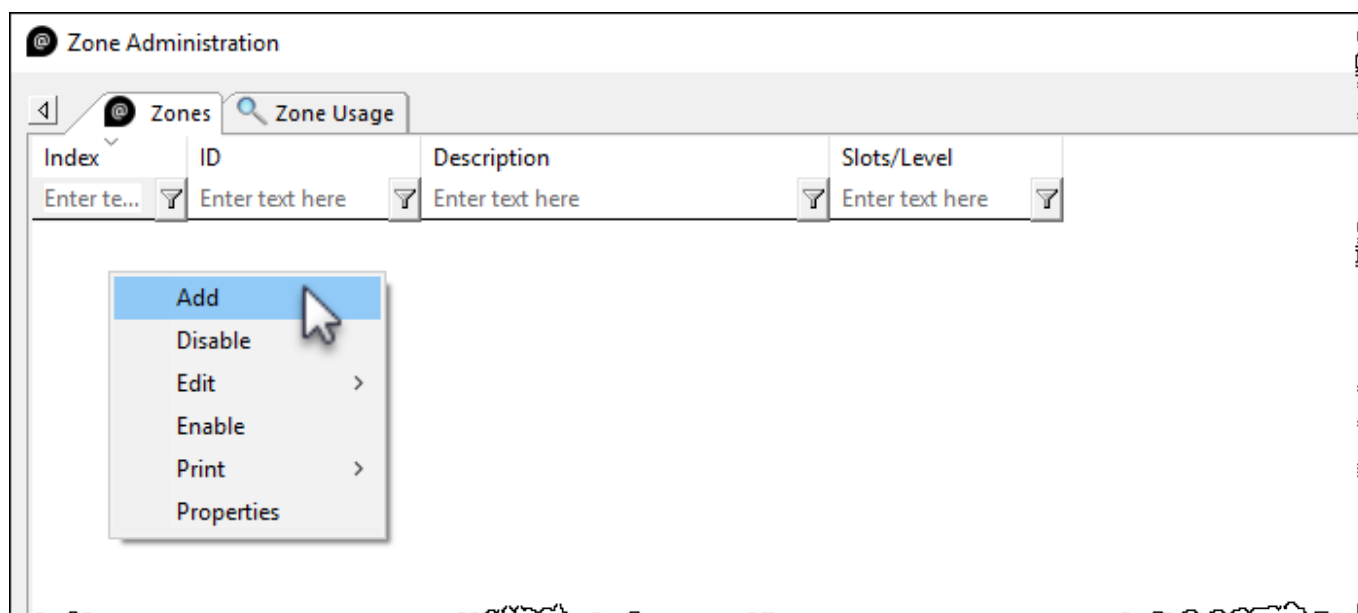 Zone Administration
Zones Zone Usage
Index ID Description Slots/Level
Enter te... Enter text here Enter text here Enter text here
Add
Disable
Edit
Enable
Print
Properties